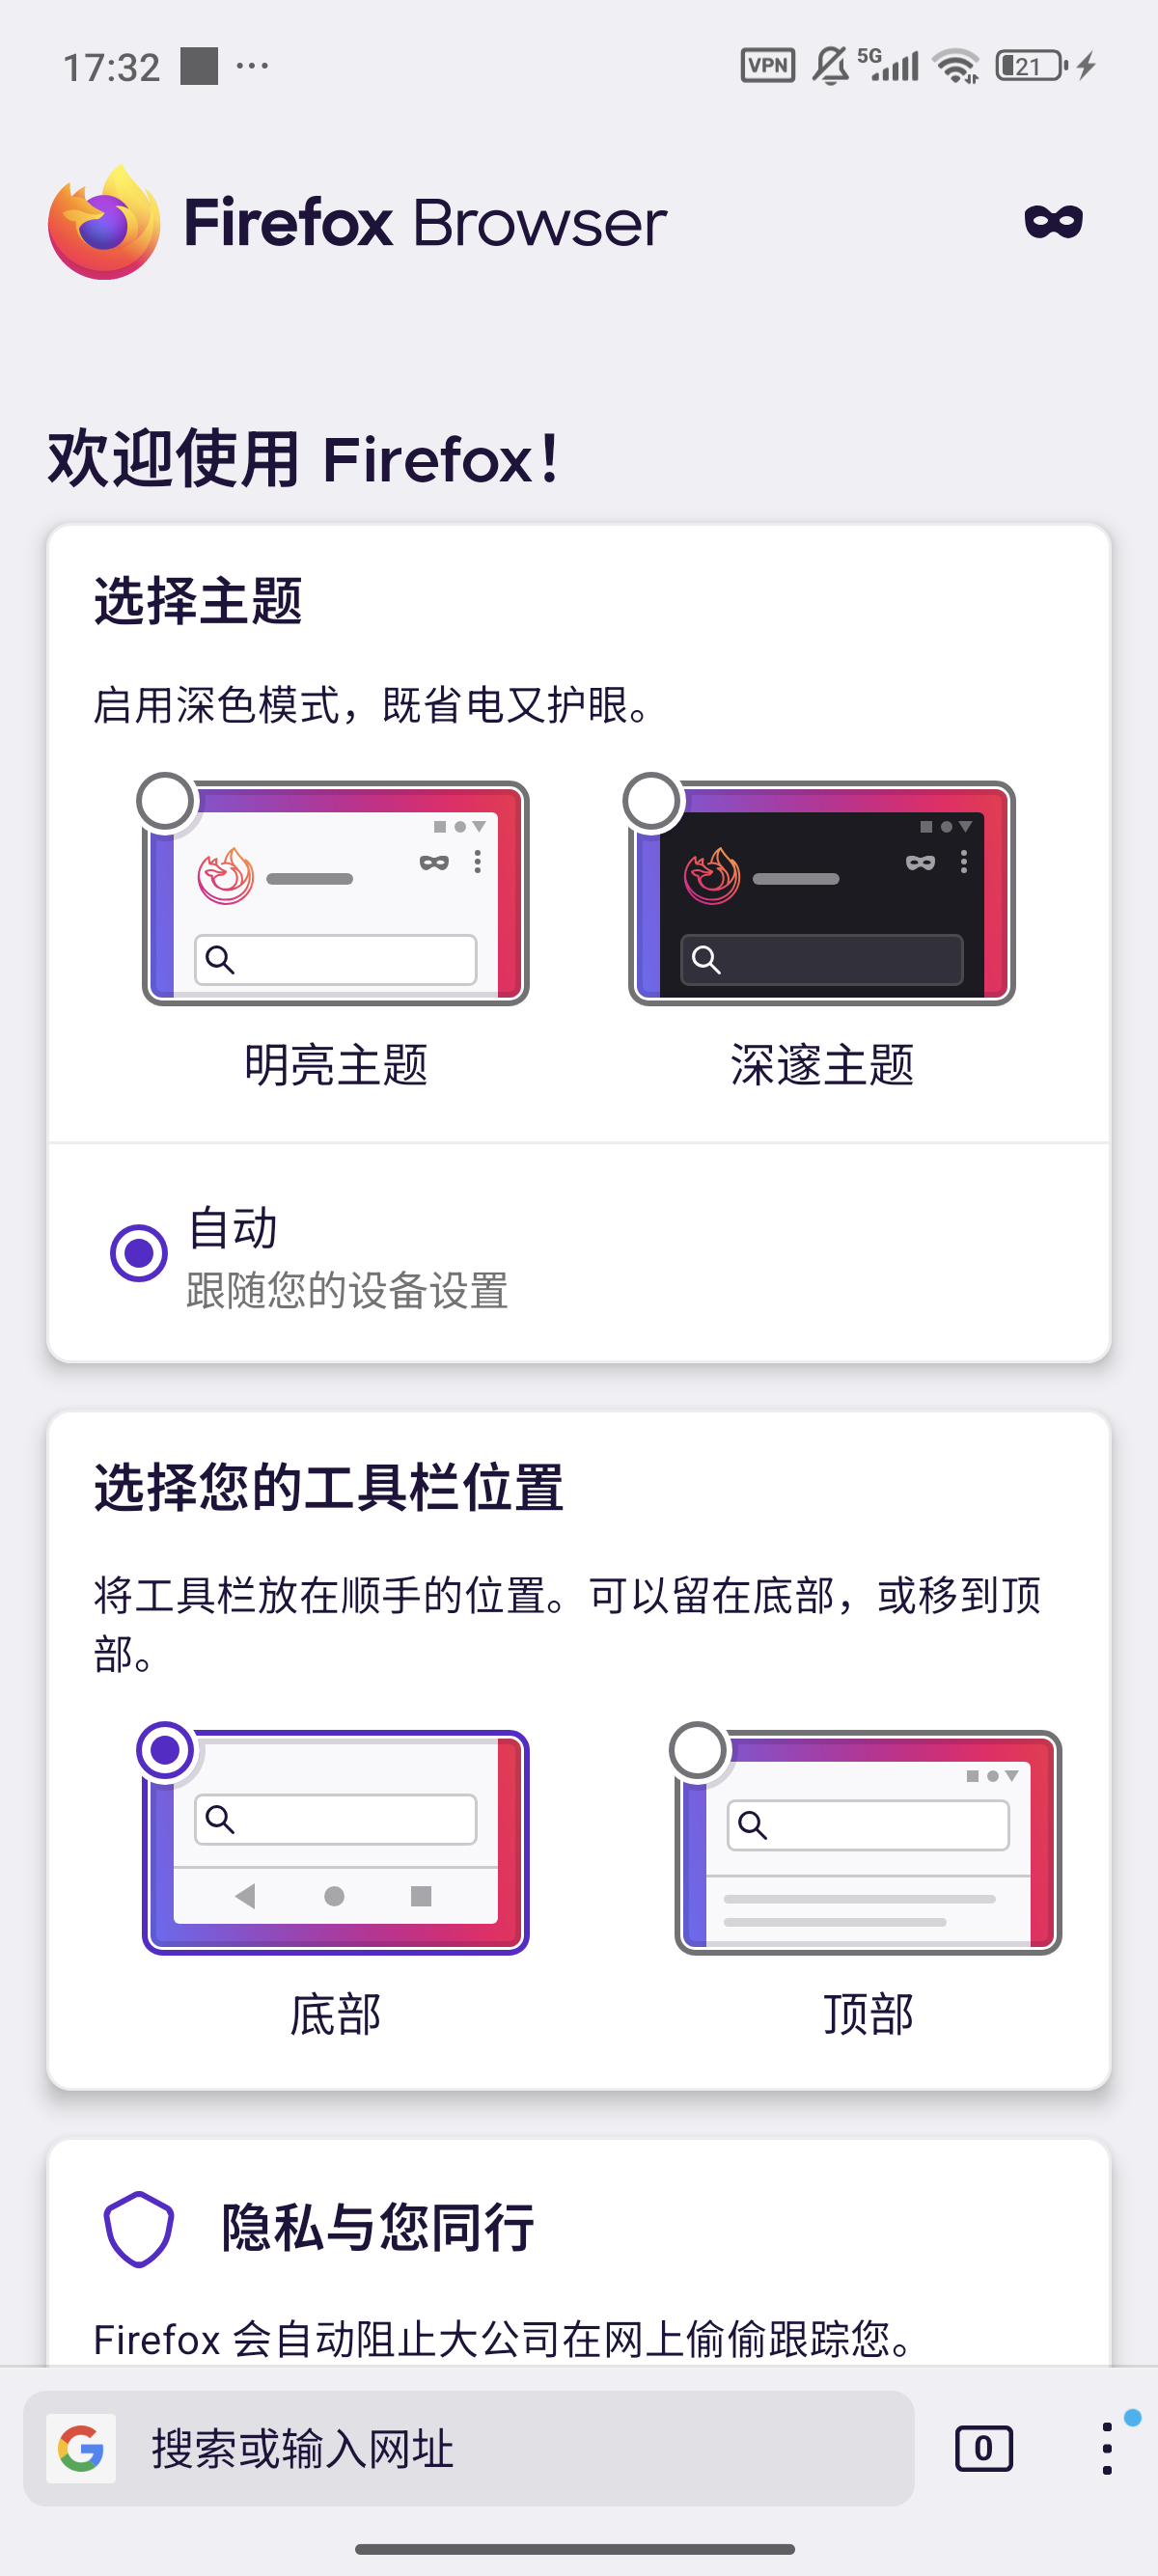 17:32
VPN
5G
21
Firefox Browser
欢迎使用 Firefox！
选择主题
启用深色模式，既省电又护眼。
明亮主题
深邃主题
自动
跟随您的设备设置
选择您的工具栏位置
将工具栏放在顺手的位置。可以留在底部，或移到顶
部。
底部
顶部
隐私与您同行
Firefox 会自动阻止大公司在网上偷偷跟踪您。
搜索或输入网址
0